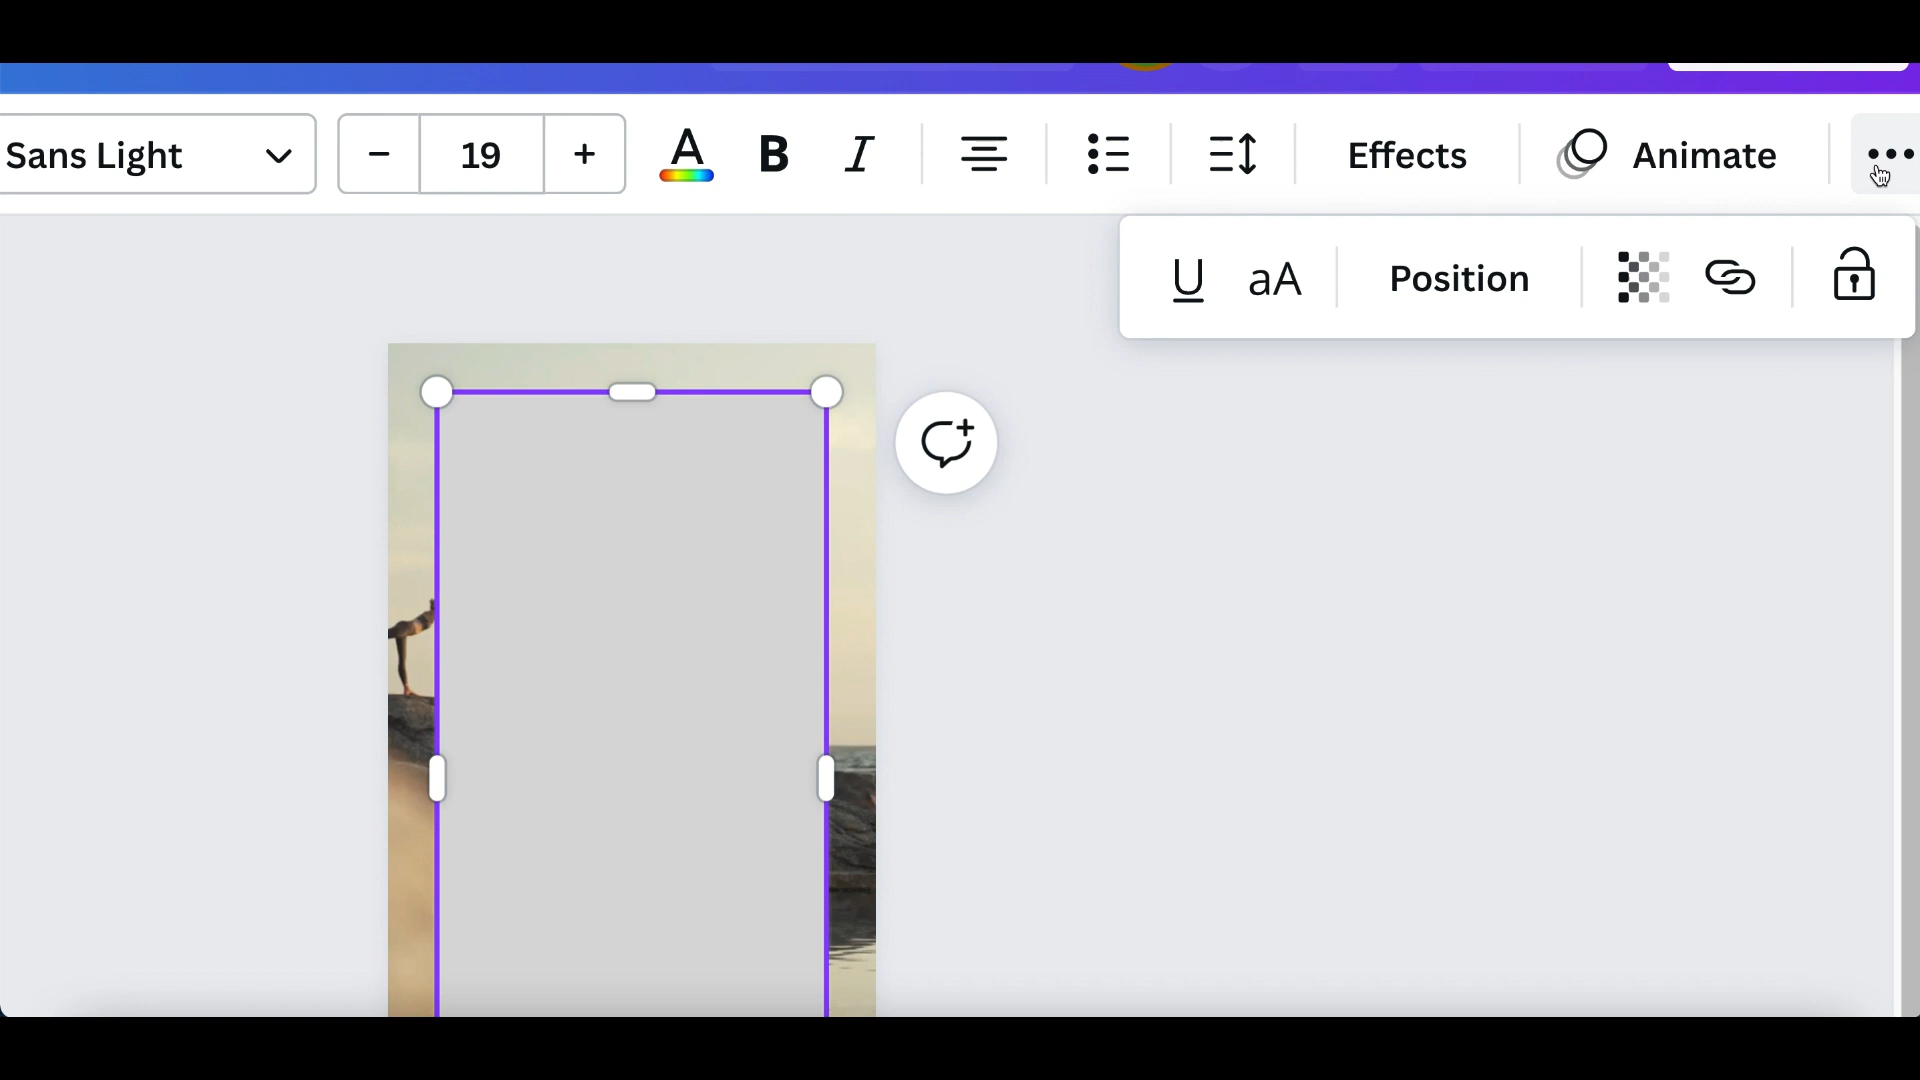 Sans Light
− 19 +
A B I Effects Animate
U aA Position